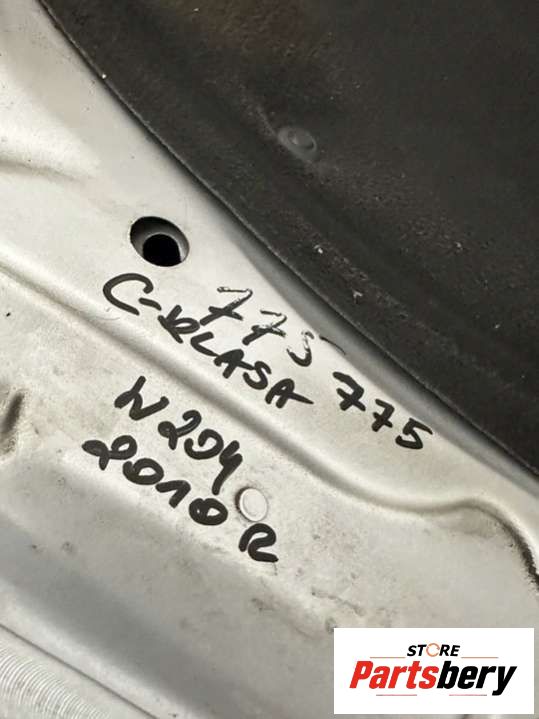 775
C-KLASA 775
W204
2010R
STORE
Partsbery